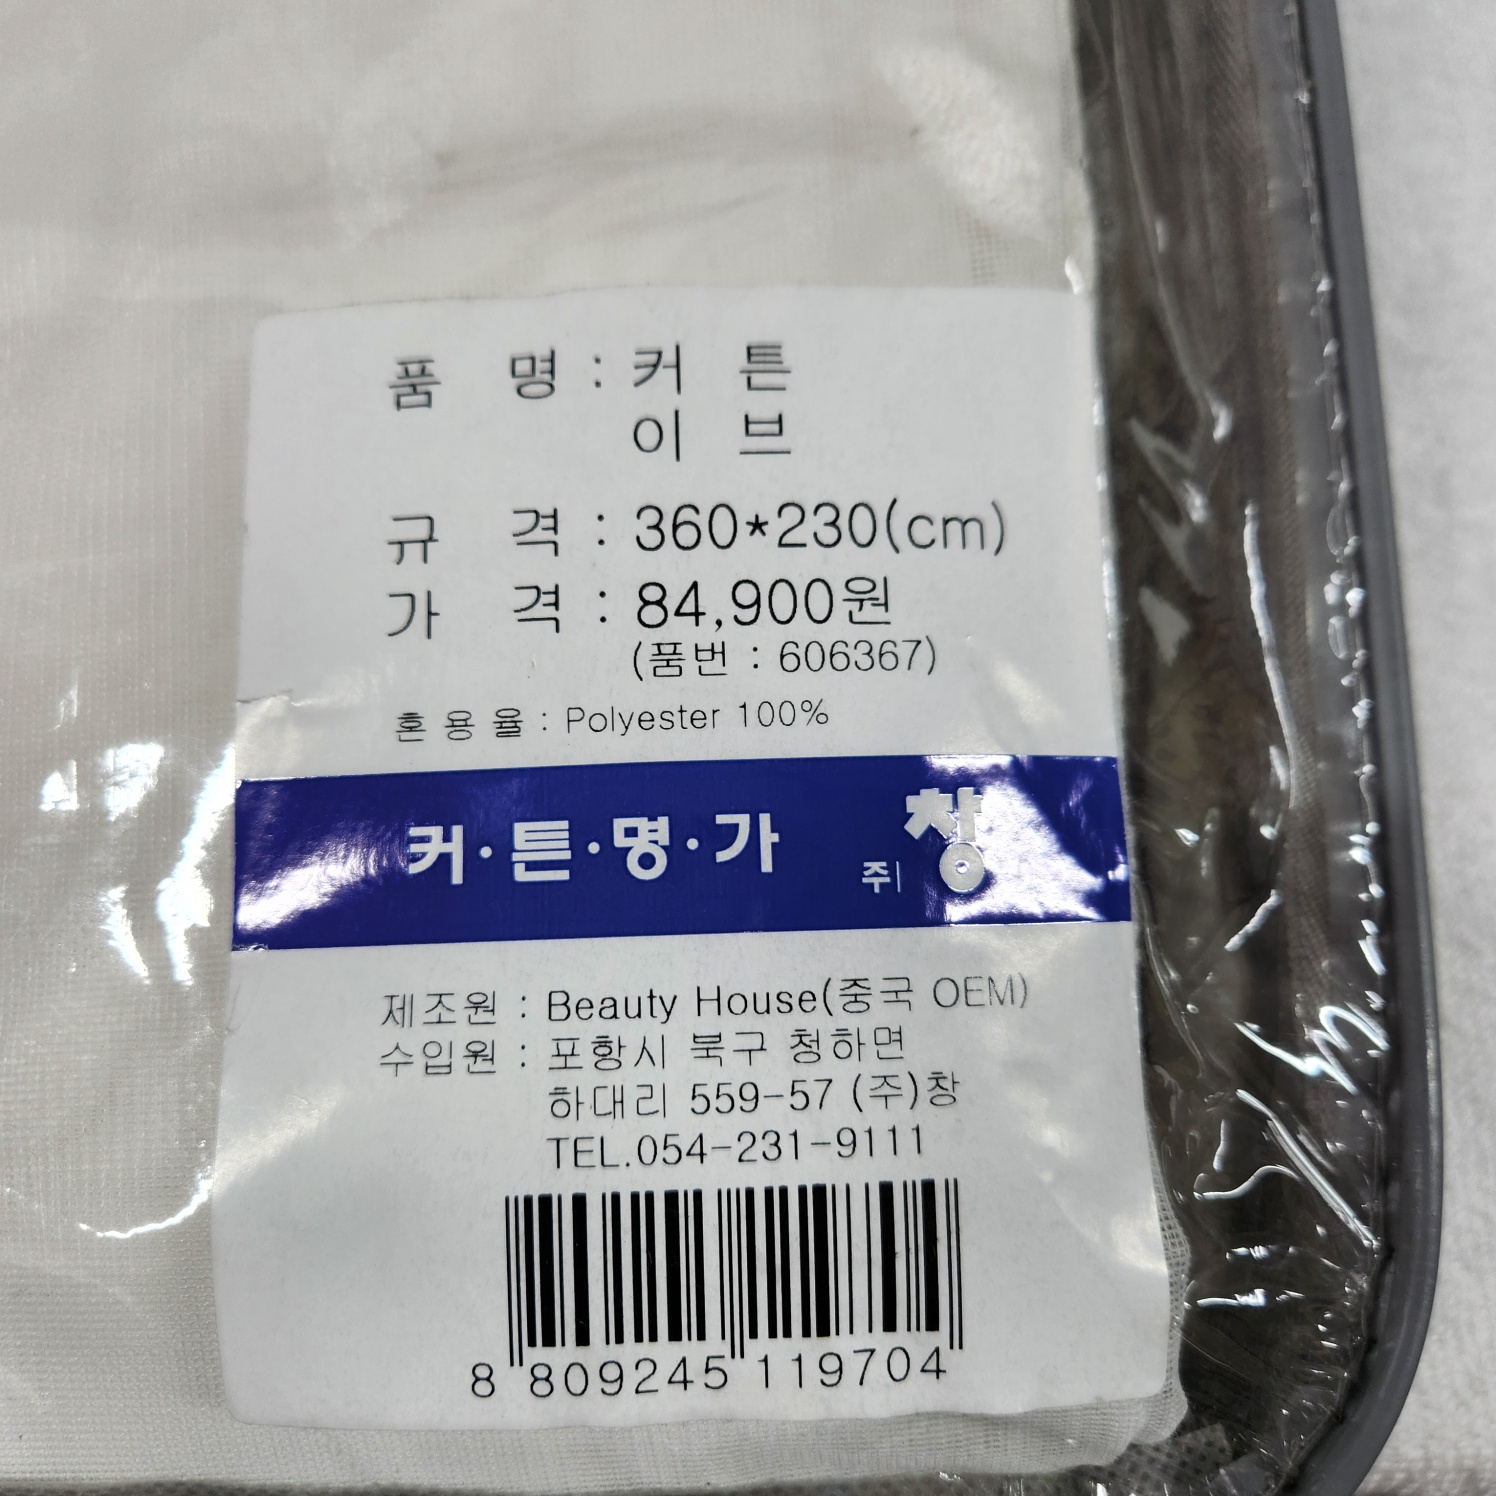 품 명 : 커 튼
이 브
규 격 : 360*230(cm)
가 격 : 84,900원
(품번 : 606367)
혼 용 율 : Polyester 100%
커·튼·명·가 주| 창
제조원 : Beauty House(중국 OEM)
수입원 : 포항시 북구 청하면
하대리 559-57 (주)창
TEL.054-231-9111
8 809245 119704